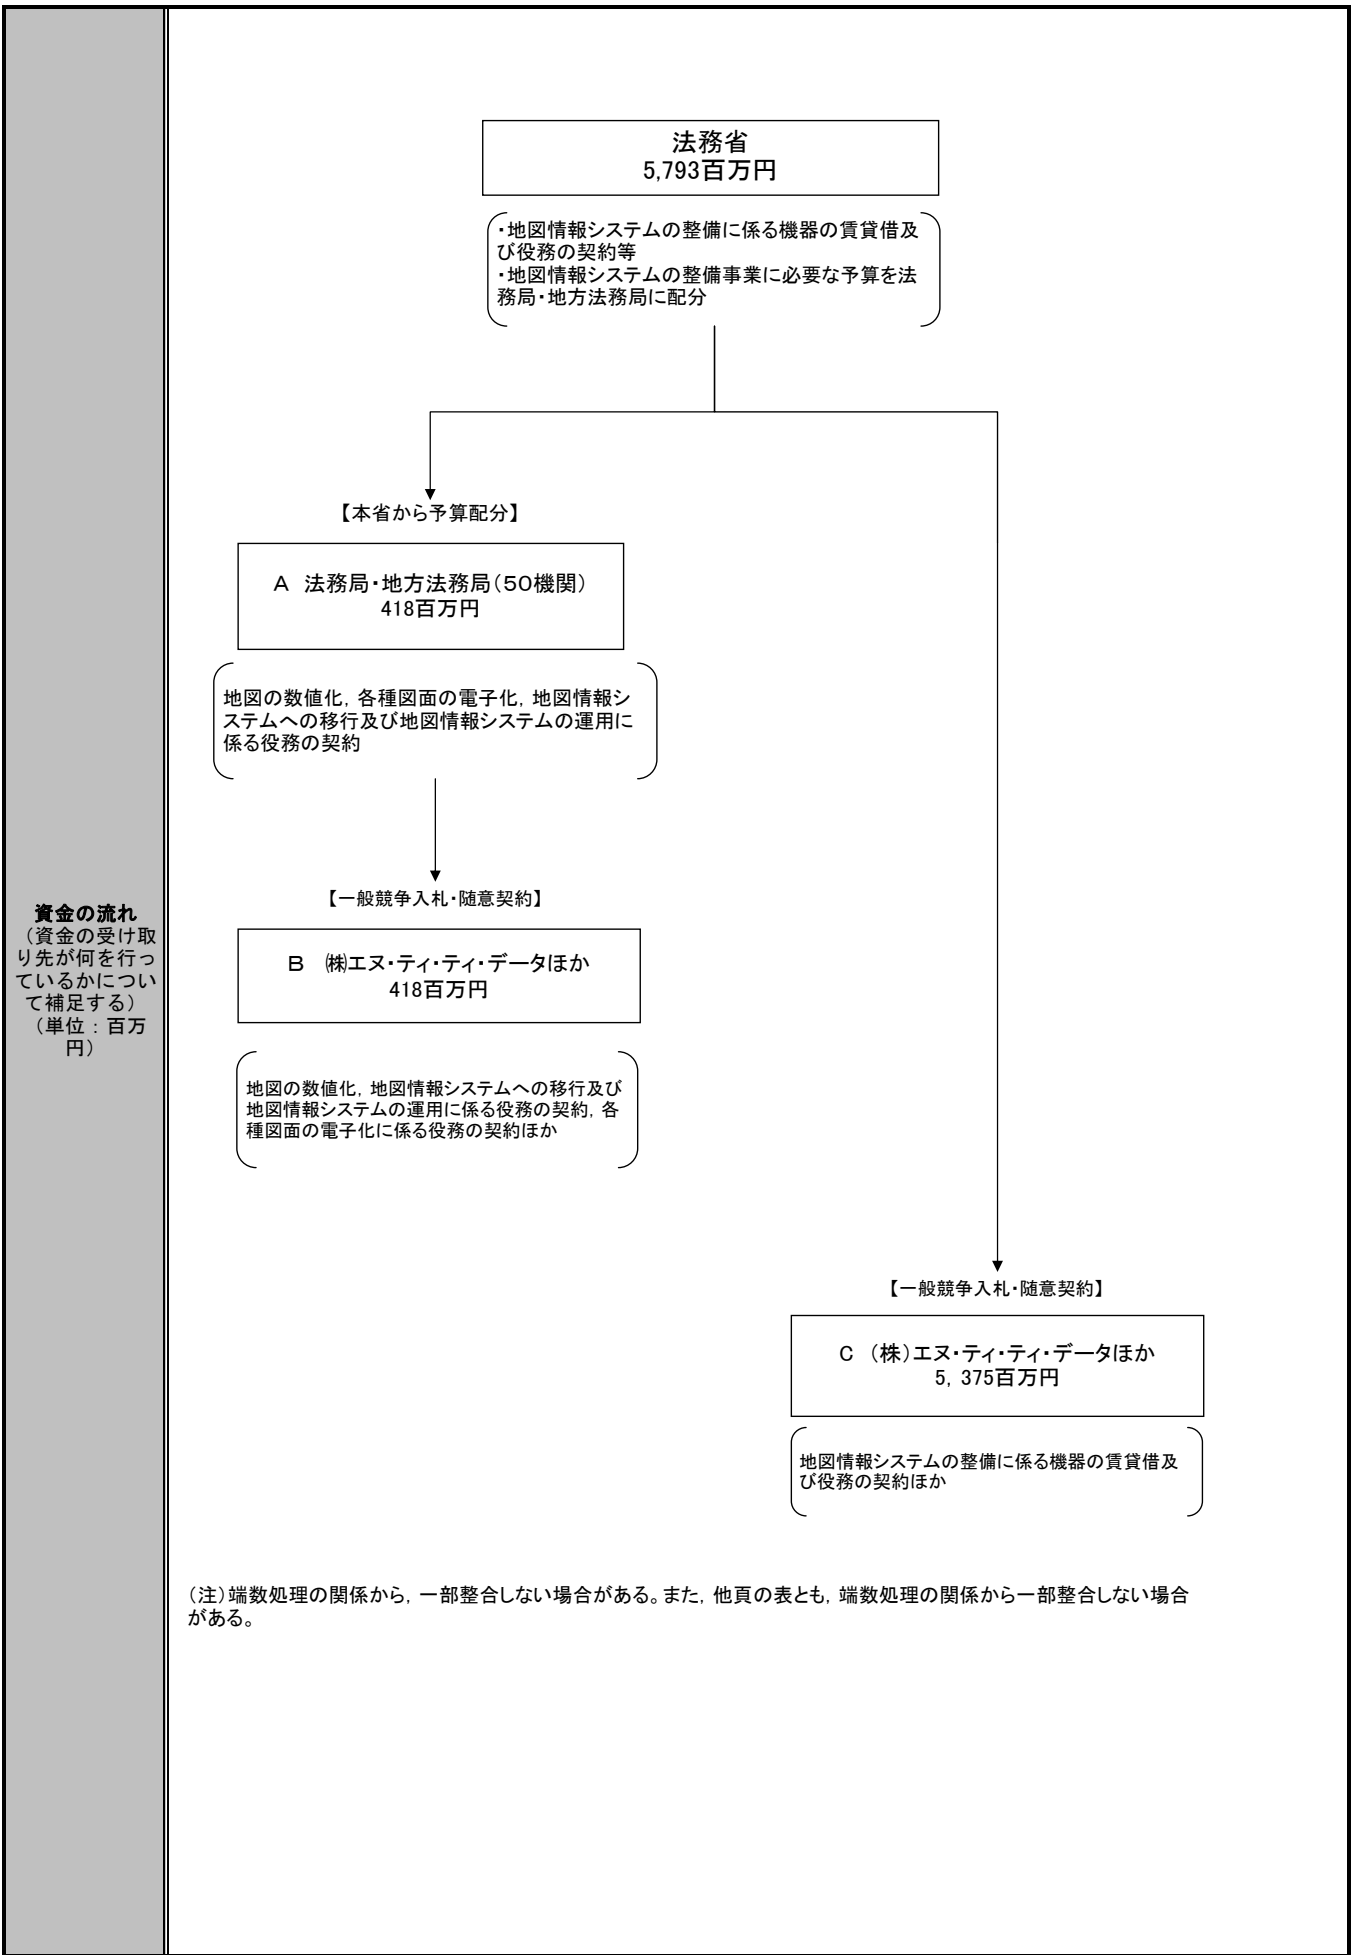 資金の流れ
（資金の受け取
り先が何を行っ
ているかについ
て補足する）
（単位：百万
円）
法務省
5,793百万円
・地図情報システムの整備に係る機器の賃貸借及
び役務の契約等
・地図情報システムの整備事業に必要な予算を法
務局・地方法務局に配分
【本省から予算配分】
A　法務局・地方法務局（50機関）
418百万円
地図の数値化，各種図面の電子化，地図情報シ
ステムへの移行及び地図情報システムの運用に
係る役務の契約
【一般競争入札・随意契約】
B　㈱エヌ・ティ・ティ・データほか
418百万円
地図の数値化，地図情報システムへの移行及び
地図情報システムの運用に係る役務の契約，各
種図面の電子化に係る役務の契約ほか
【一般競争入札・随意契約】
C　（株）エヌ・ティ・ティ・データほか
5，375百万円
地図情報システムの整備に係る機器の賃貸借及
び役務の契約ほか
（注）端数処理の関係から，一部整合しない場合がある。また，他頁の表とも，端数処理の関係から一部整合しない場合
がある。